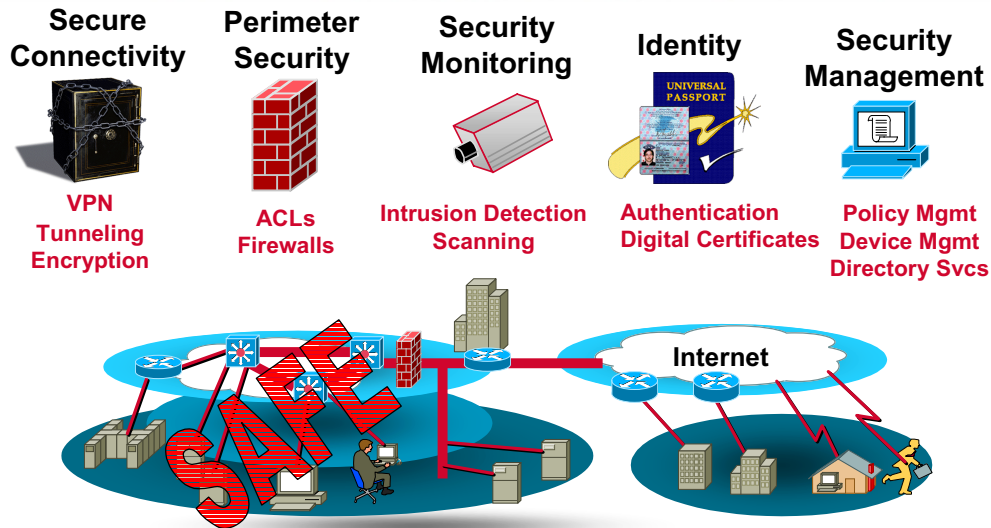 Secure
Connectivity
VPN
Tunneling
Encryption
Perimeter
Security
ACLs
Firewalls
Security
Monitoring
Intrusion Detection
Scanning
Identity
UNIVERSAL
PASSPORT
Authentication
Digital Certificates
Security
Management
Policy Mgmt
Device Mgmt
Directory Svcs
SAFE
Internet